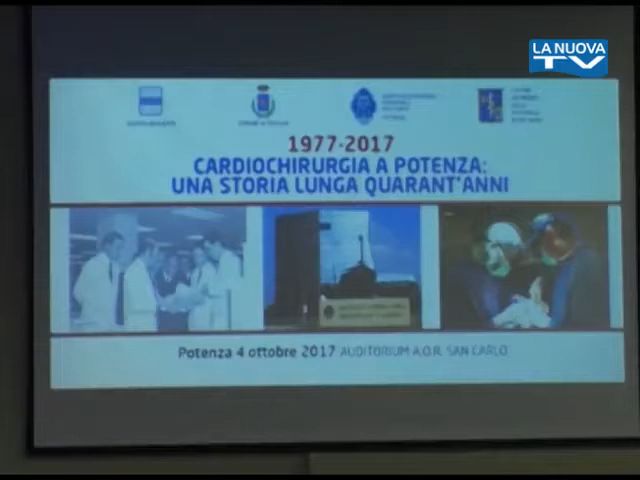 LA NUOVA
TV
1977-2017
CARDIOCHIRURGIA A POTENZA:
UNA STORIA LUNGA QUARANT'ANNI
Potenza 4 ottobre 2017 AUDITORIUM A.O.R. SAN CARLO